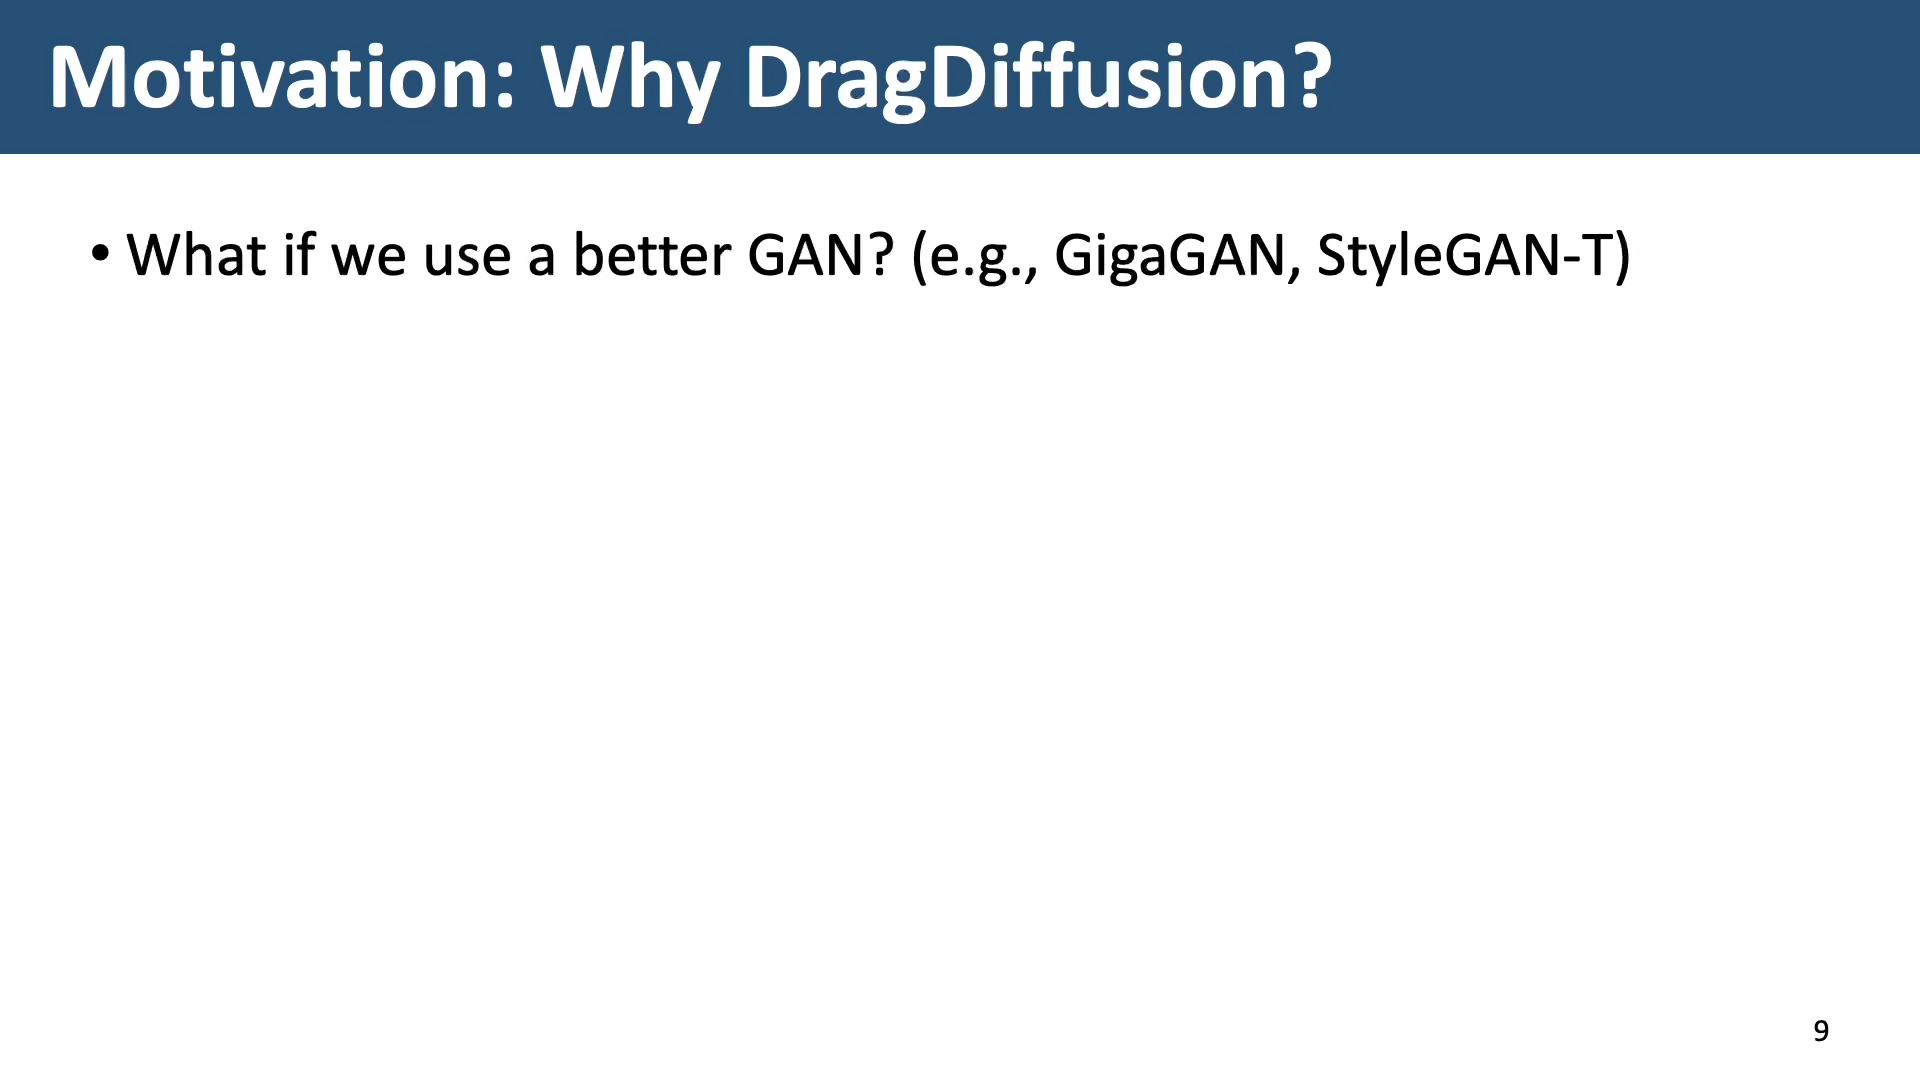 Motivation: Why DragDiffusion?
• What if we use a better GAN? (e.g., GigaGAN, StyleGAN-T)
9